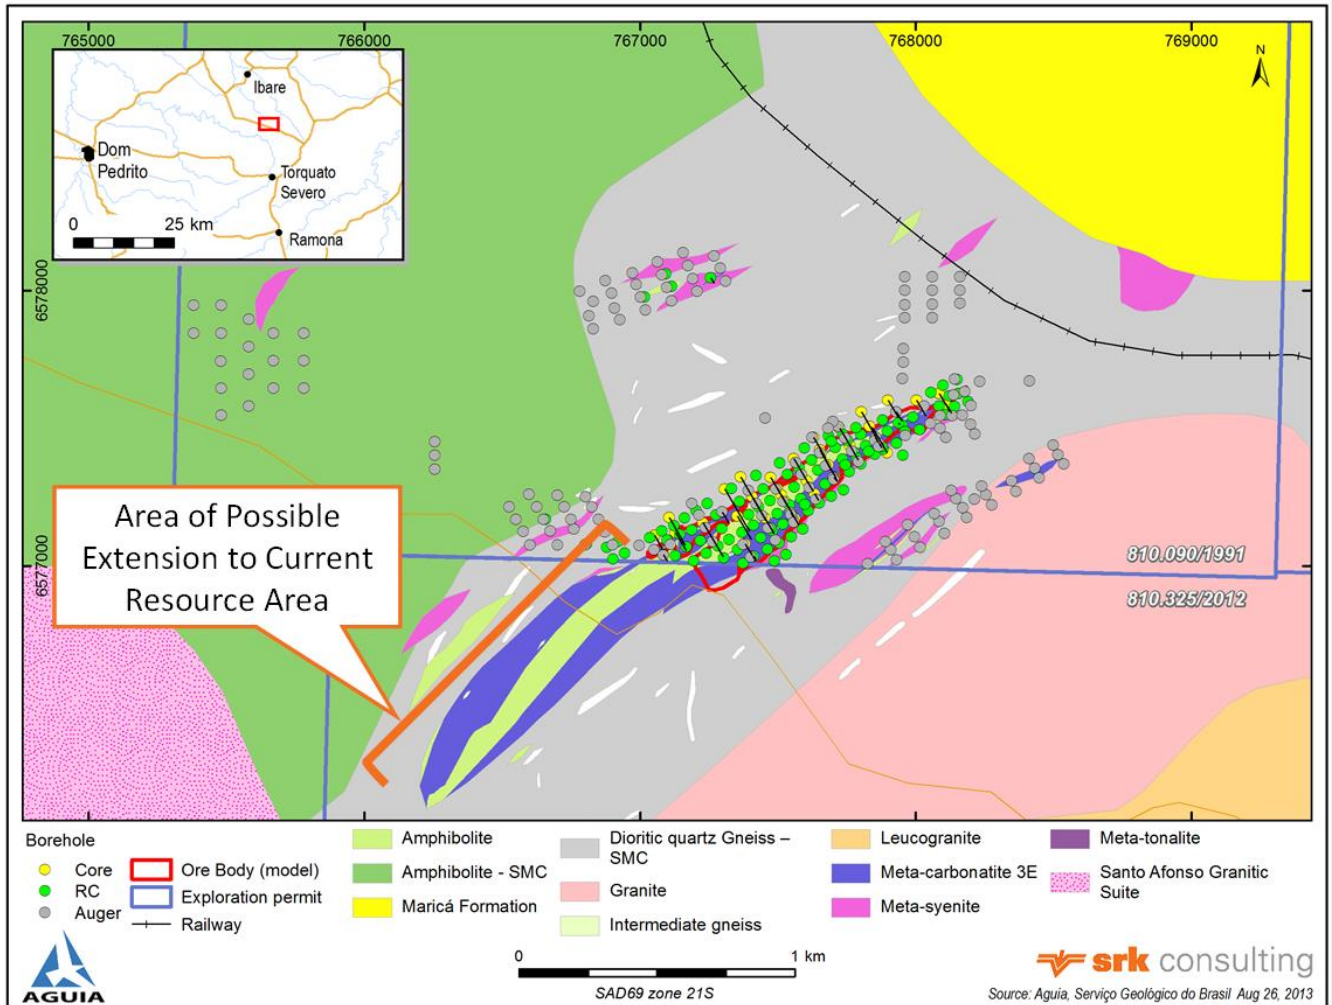 765000
766000
767000
768000
769000
N
Ibare
Dom
Pedrito
Torquato
Severo
0 25 km
Ramona
6578000
6577000
Area of Possible
Extension to Current
Resource Area
810.090/1991
810.325/2012
Borehole
Core
RC
Auger
Ore Body (model)
Exploration permit
Railway
Amphibolite
Amphibolite - SMC
Maricá Formation
Dioritic quartz Gneiss –
SMC
Granite
Intermediate gneiss
Leucogranite
Meta-carbonatite 3E
Meta-syenite
Meta-tonalite
Santo Afonso Granitic
Suite
AGUIA
0 1 km
SAD69 zone 21S
srk consulting
Source: Aguia, Serviço Geológico do Brasil Aug 26, 2013